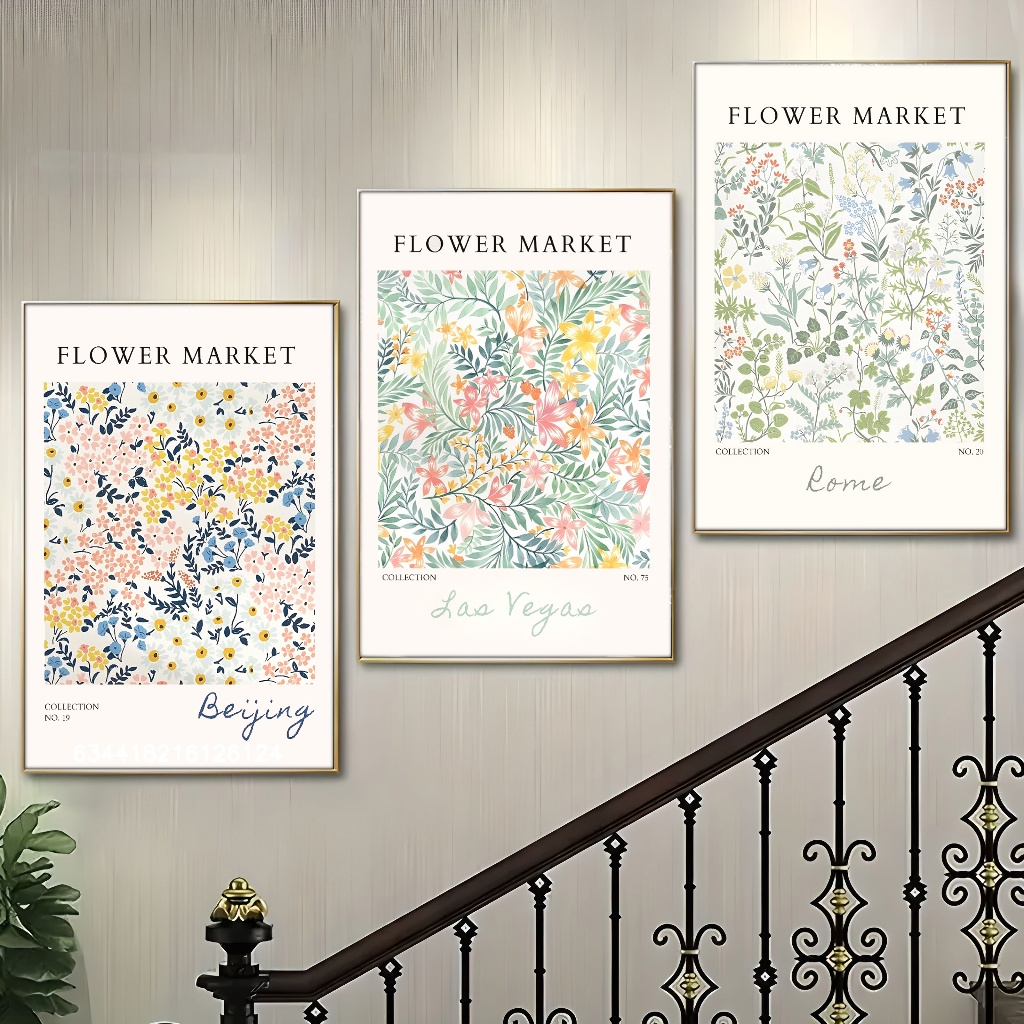 FLOWER MARKET
COLLECTION
NO. 19
Beijing
634418216126124
FLOWER MARKET
COLLECTION
NO. 75
Las Vegas
FLOWER MARKET
COLLECTION
NO. 20
Rome